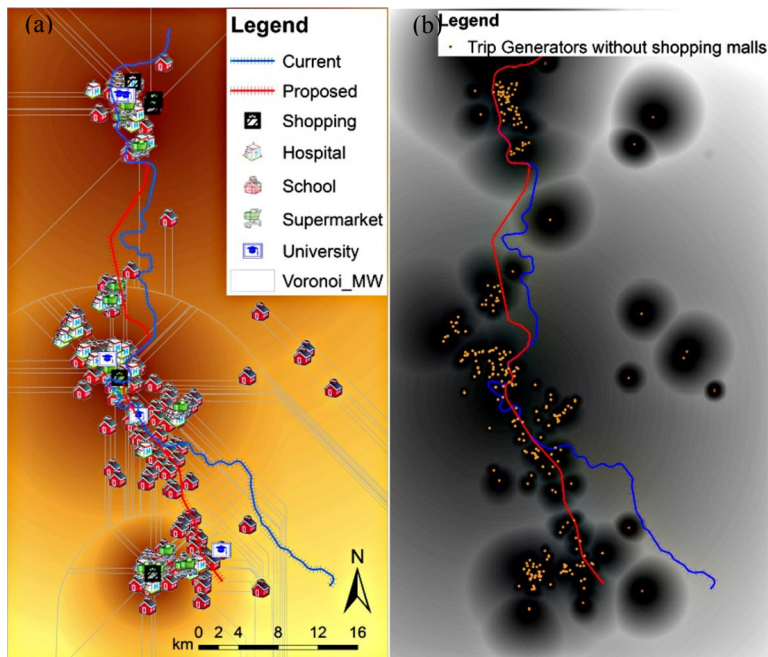 (a)
Legend
Current
Proposed
Shopping
Hospital
School
Supermarket
University
Voronoi_MW
N
km 0 2 4 8 12 16
(b)
Legend
Trip Generators without shopping malls